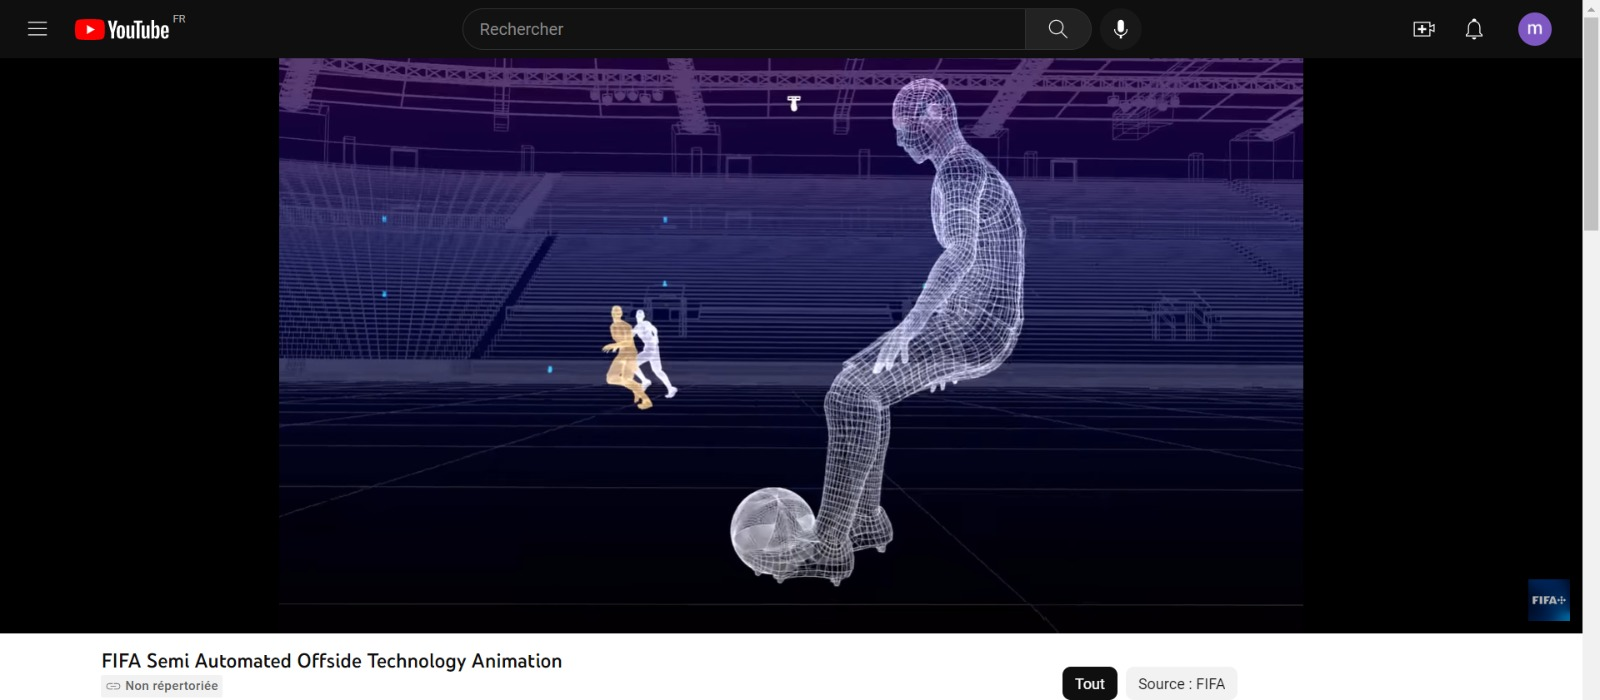 YouTube FR
Rechercher
m
FIFA+
FIFA Semi Automated Offside Technology Animation
Non répertoriée
Tout
Source : FIFA